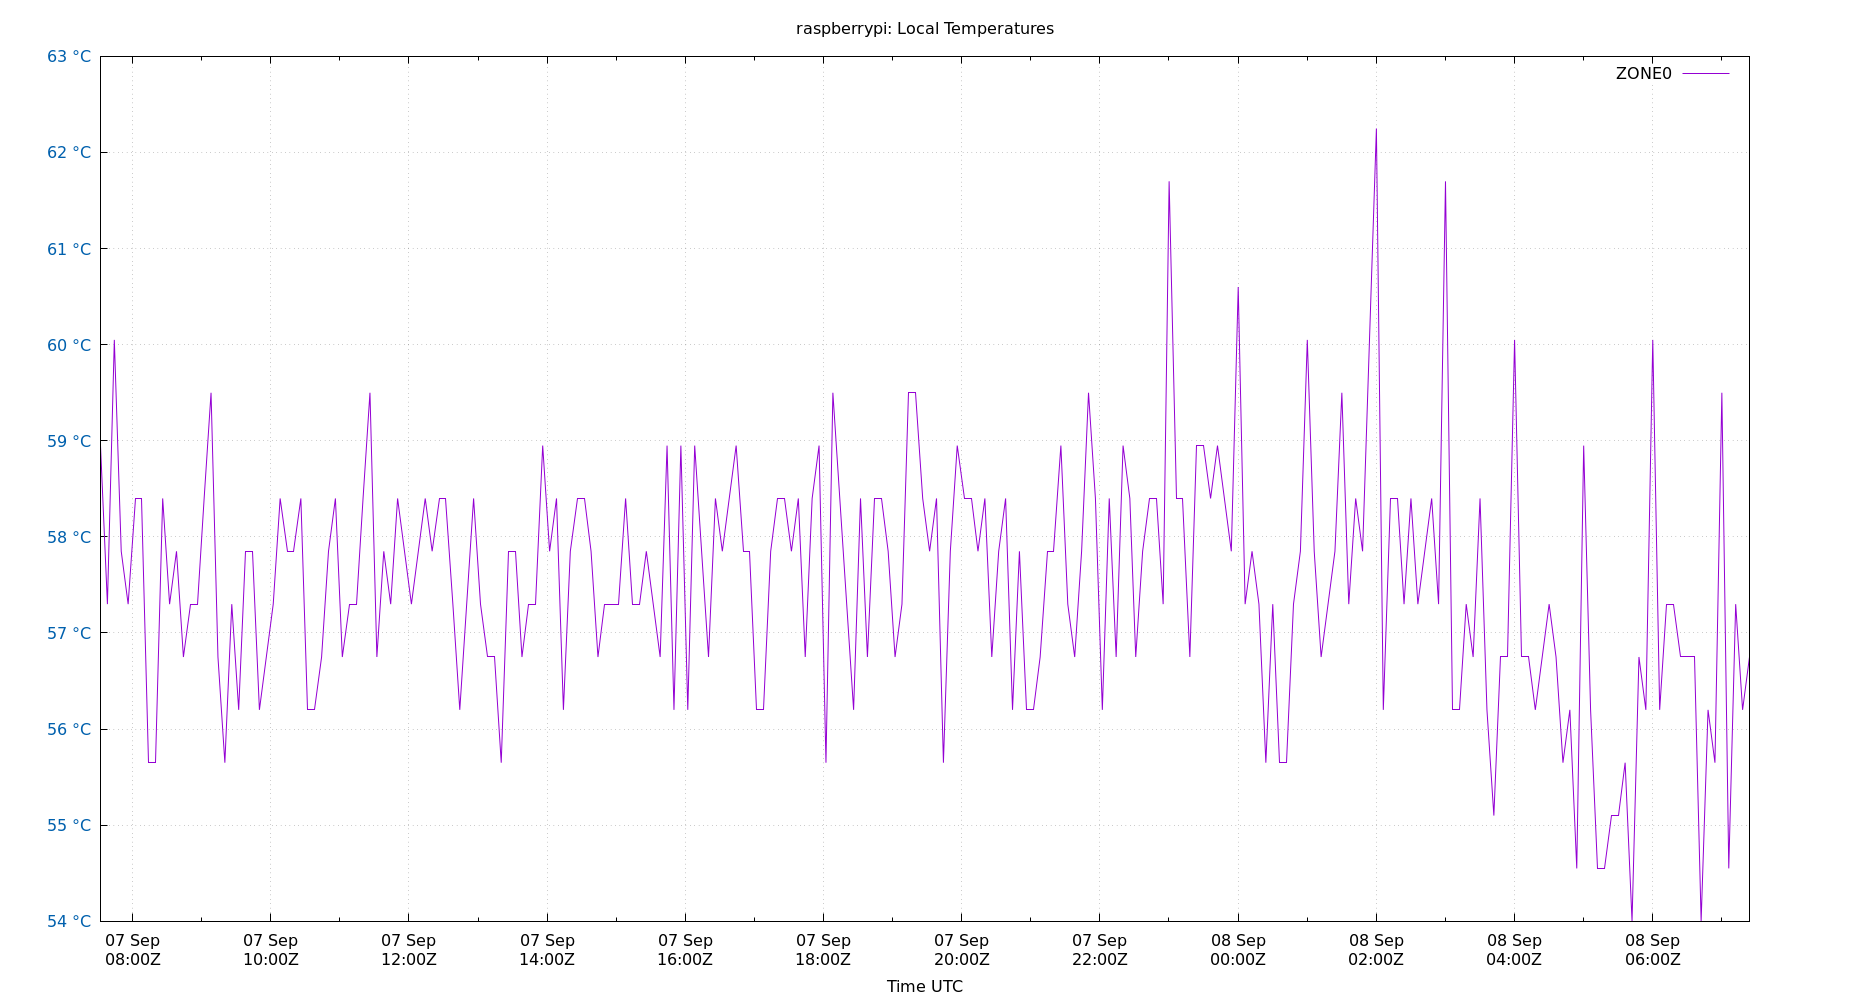 raspberrypi: Local Temperatures
63 °C
ZONE0
62 °C
61 °C
60 °C
59 °C
58 °C
57 °C
56 °C
55 °C
54 °C
07 Sep 07 Sep 07 Sep 07 Sep 07 Sep 07 Sep 07 Sep 07 Sep 08 Sep 08 Sep 08 Sep 08 Sep
08:00Z 10:00Z 12:00Z 14:00Z 16:00Z 18:00Z 20:00Z 22:00Z 00:00Z 02:00Z 04:00Z 06:00Z
Time UTC